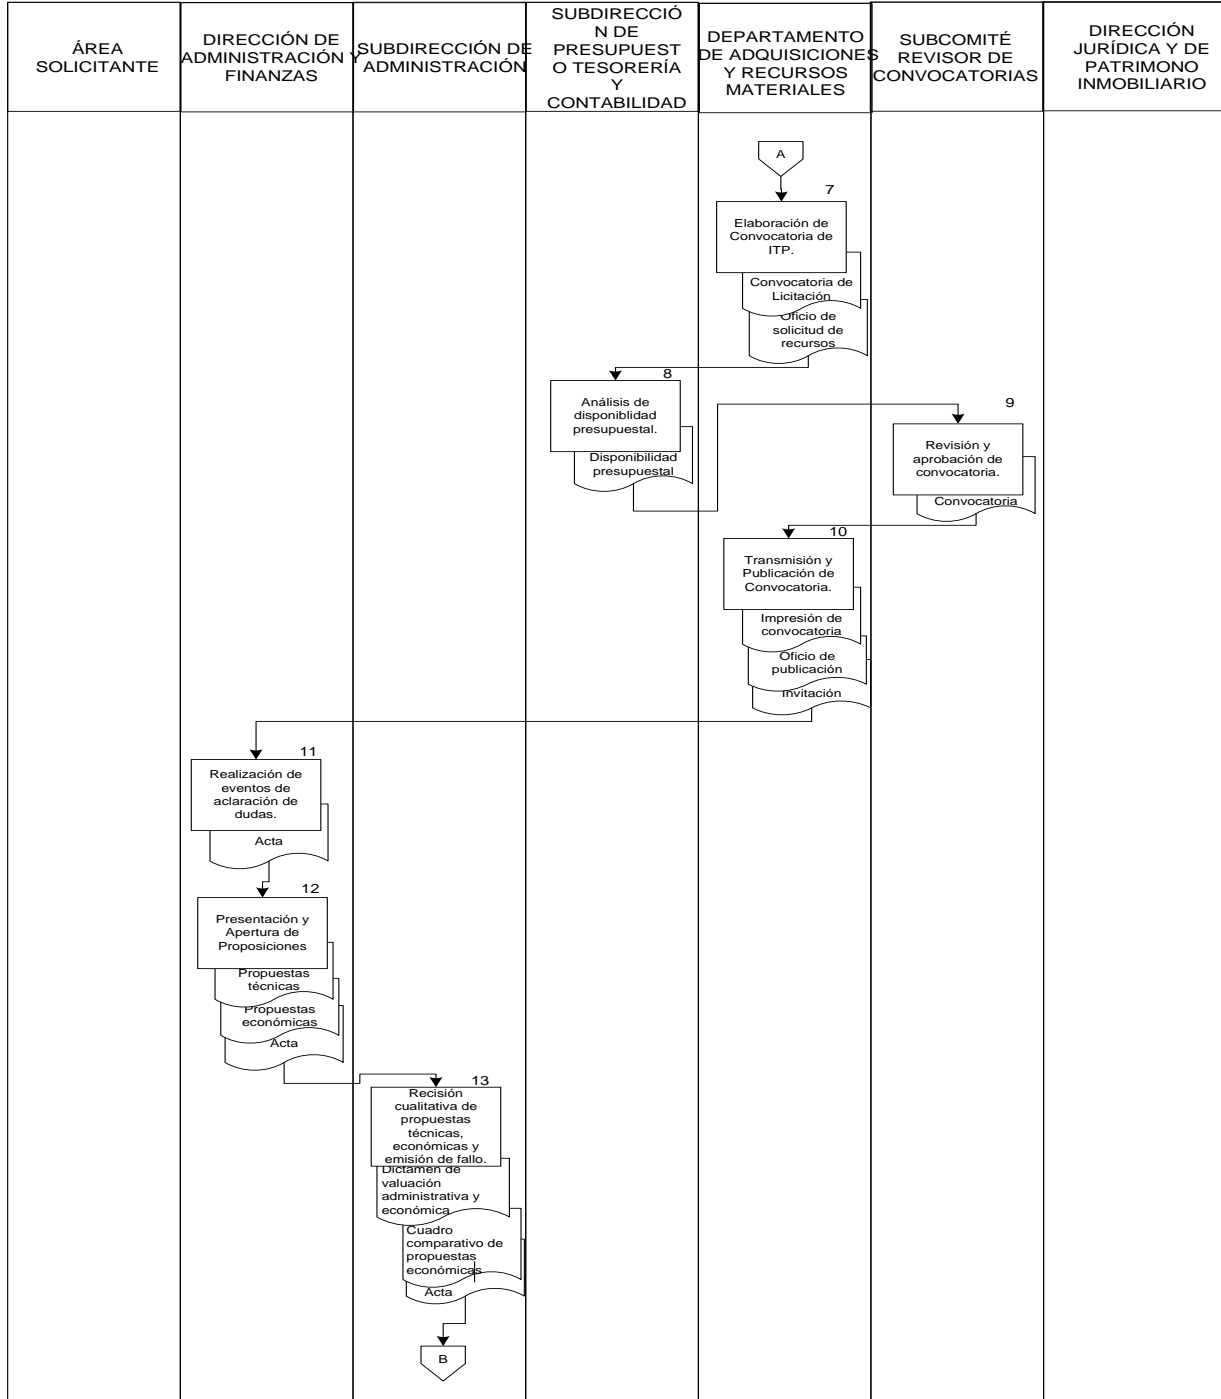 ÁREA
SOLICITANTE
DIRECCIÓN DE
ADMINISTRACIÓN Y
FINANZAS
SUBDIRECCIÓN DE
ADMINISTRACIÓN
SUBDIRECCIÓ
N DE
PRESUPUEST
O TESORERÍA
Y
CONTABILIDAD
DEPARTAMENTO
DE ADQUISICIONES
Y RECURSOS
MATERIALES
SUBCOMITÉ
REVISOR DE
CONVOCATORIAS
DIRECCIÓN
JURÍDICA Y DE
PATRIMONO
INMOBILIARIO
A
7
Elaboración de
Convocatoria de
ITP.
Convocatoria de
Licitación
Oficio de
solicitud de
recursos
8
Análisis de
disponiblidad
presupuestal.
Disponibilidad
presupuestal
9
Revisión y
aprobación de
convocatoria.
Convocatoria
10
Transmisión y
Publicación de
Convocatoria.
Impresión de
convocatoria
Oficio de
publicación
Invitación
11
Realización de
eventos de
aclaración de
dudas.
Acta
12
Presentación y
Apertura de
Proposiciones
Propuestas
técnicas
Propuestas
económicas
Acta
13
Recisión
cualitativa de
propuestas
técnicas,
económicas y
emisión de fallo.
Dictamen de
valuación
administrativa y
económica
Cuadro
comparativo de
propuestas
económicas
Acta
B